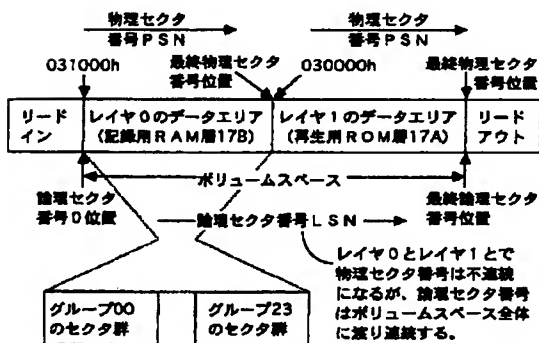 物理セクタ
番号PSN
物理セクタ
番号PSN
031000h
最終物理セクタ
番号位置
030000h
最終物理セクタ
番号位置
リード
イン
レイヤ0のデータエリア
(記録用RAM層17B)
レイヤ1のデータエリア
(再生用ROM層17A)
リード
アウト
論理セクタ
番号0位置
ボリュームスペース
最終論理セクタ
番号位置
論理セクタ番号LSN
レイヤ0とレイヤ1とで
物理セクタ番号は不連続
になるが、論理セクタ番号
はボリュームスペース全体
に渡り連続する。
グループ00
のセクタ群
グループ23
のセクタ群